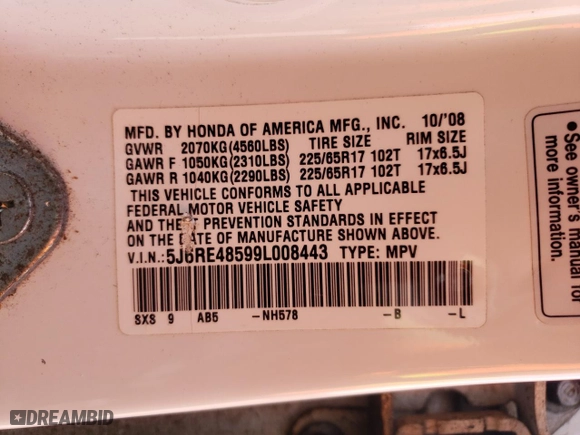 MFD. BY HONDA OF AMERICA MFG., INC. 10/'08
GVWR 2070KG(4560LBS) TIRE SIZE RIM SIZE
GAWR F 1050KG(2310LBS) 225/65R17 102T 17x6.5J
GAWR R 1040KG(2290LBS) 225/65R17 102T 17x6.5J
THIS VEHICLE CONFORMS TO ALL APPLICABLE
FEDERAL MOTOR VEHICLE SAFETY
AND THEFT PREVENTION STANDARDS IN EFFECT
ON THE DATE OF MANUFACTURE SHOWN ABOVE.
V.I.N.: 5J6RE48599L008443 TYPE: MPV
SXS 9 AB5 -NH578 -B -L
See owner's manual for
more information.
DREAMBID